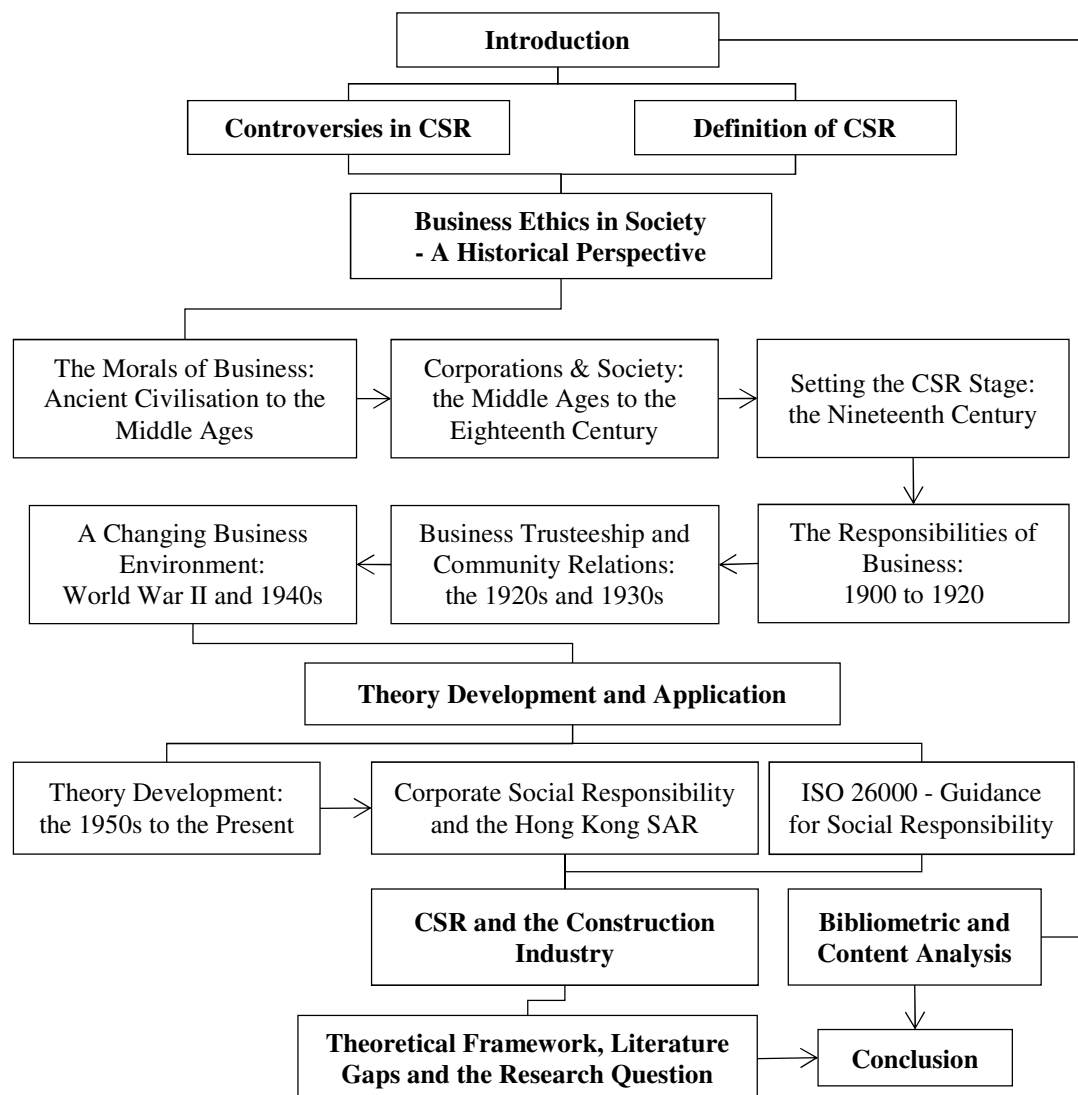 Introduction
Controversies in CSR
Definition of CSR
Business Ethics in Society
- A Historical Perspective
The Morals of Business:
Ancient Civilisation to the
Middle Ages
Corporations & Society:
the Middle Ages to the
Eighteenth Century
Setting the CSR Stage:
the Nineteenth Century
A Changing Business
Environment:
World War II and 1940s
Business Trusteeship and
Community Relations:
the 1920s and 1930s
The Responsibilities of
Business:
1900 to 1920
Theory Development and Application
Theory Development:
the 1950s to the Present
Corporate Social Responsibility
and the Hong Kong SAR
ISO 26000 - Guidance
for Social Responsibility
CSR and the Construction
Industry
Bibliometric and
Content Analysis
Theoretical Framework, Literature
Gaps and the Research Question
Conclusion